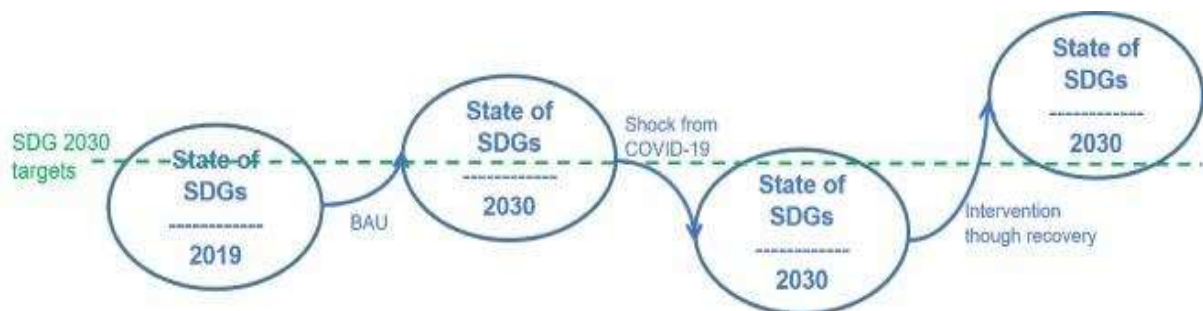 SDG 2030
targets
State of
SDGs
------------
2019
BAU
State of
SDGs
------------
2030
Shock from
COVID-19
State of
SDGs
------------
2030
Intervention
though recovery
State of
SDGs
------------
2030